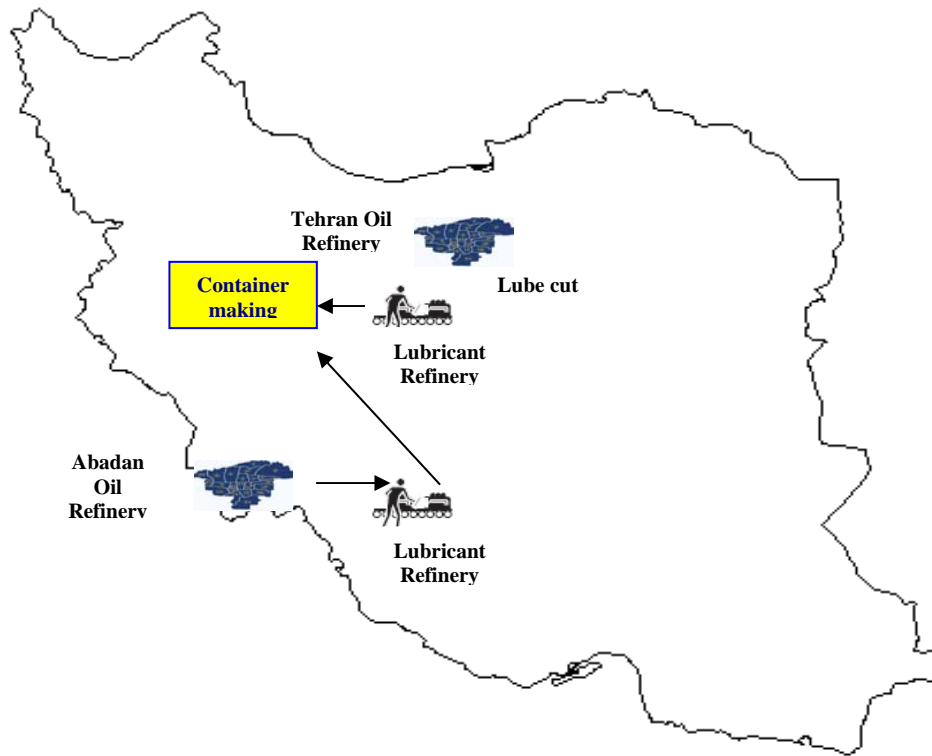 Tehran Oil
Refinery
Lube cut
Container
making
Lubricant
Refinery
Abadan
Oil
Refinery
Lubricant
Refinery